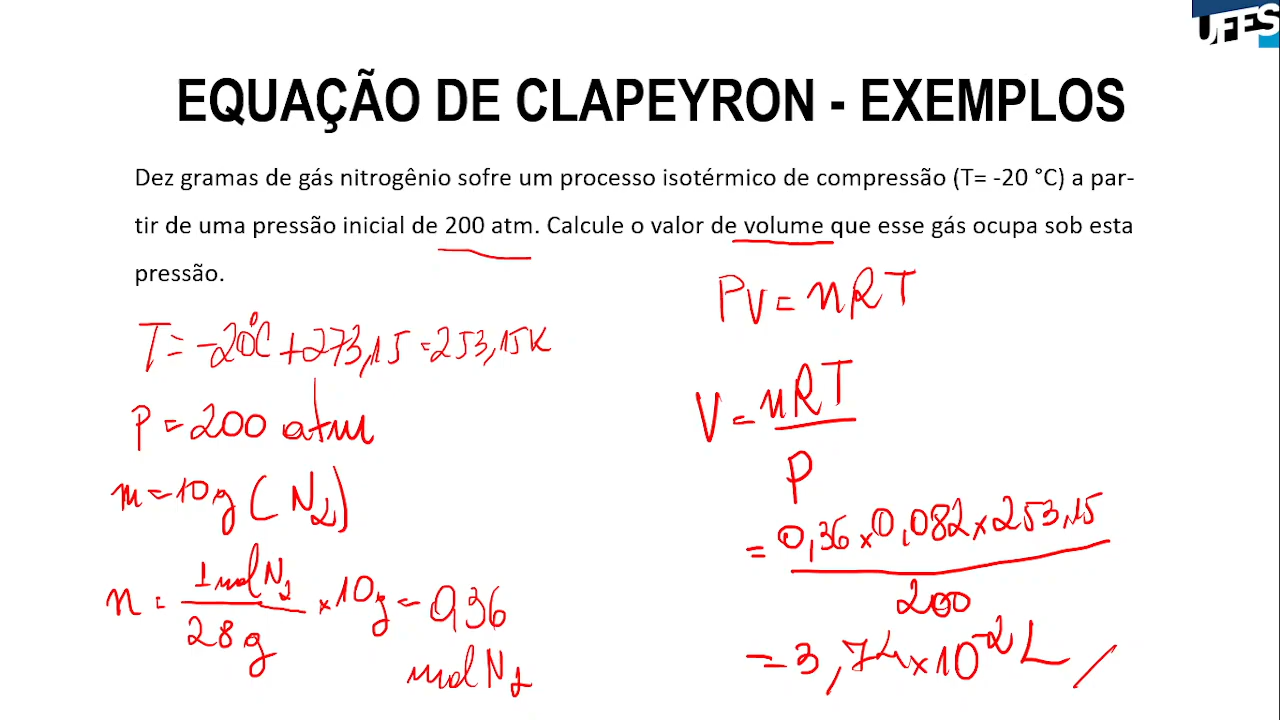 UFES
EQUAÇÃO DE CLAPEYRON - EXEMPLOS
Dez gramas de gás nitrogênio sofre um processo isotérmico de compressão (T= -20 °C) a par-
tir de uma pressão inicial de 200 atm. Calcule o valor de volume que esse gás ocupa sob esta
pressão.
T = -20°C + 273,15 = 253,15K
P = 200 atm
m = 10g ( N2 )
n = 1 mol N2 / 28 g × 10g = 0,36
mol N2
PV = nRT
V = nRT
P
= 0,36 × 0,082 × 253,15
200
= 3,74 × 10^-2 L //